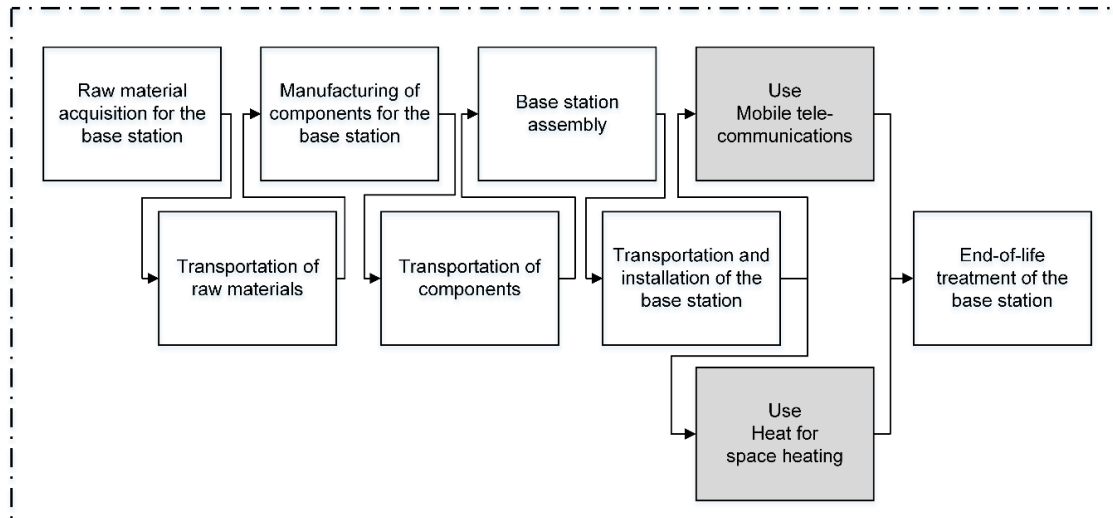 Raw material
acquisition for the
base station
Manufacturing of
components for the
base station
Base station
assembly
Use
Mobile tele-
communications
Transportation of
raw materials
Transportation of
components
Transportation and
installation of the
base station
End-of-life
treatment of the
base station
Use
Heat for
space heating